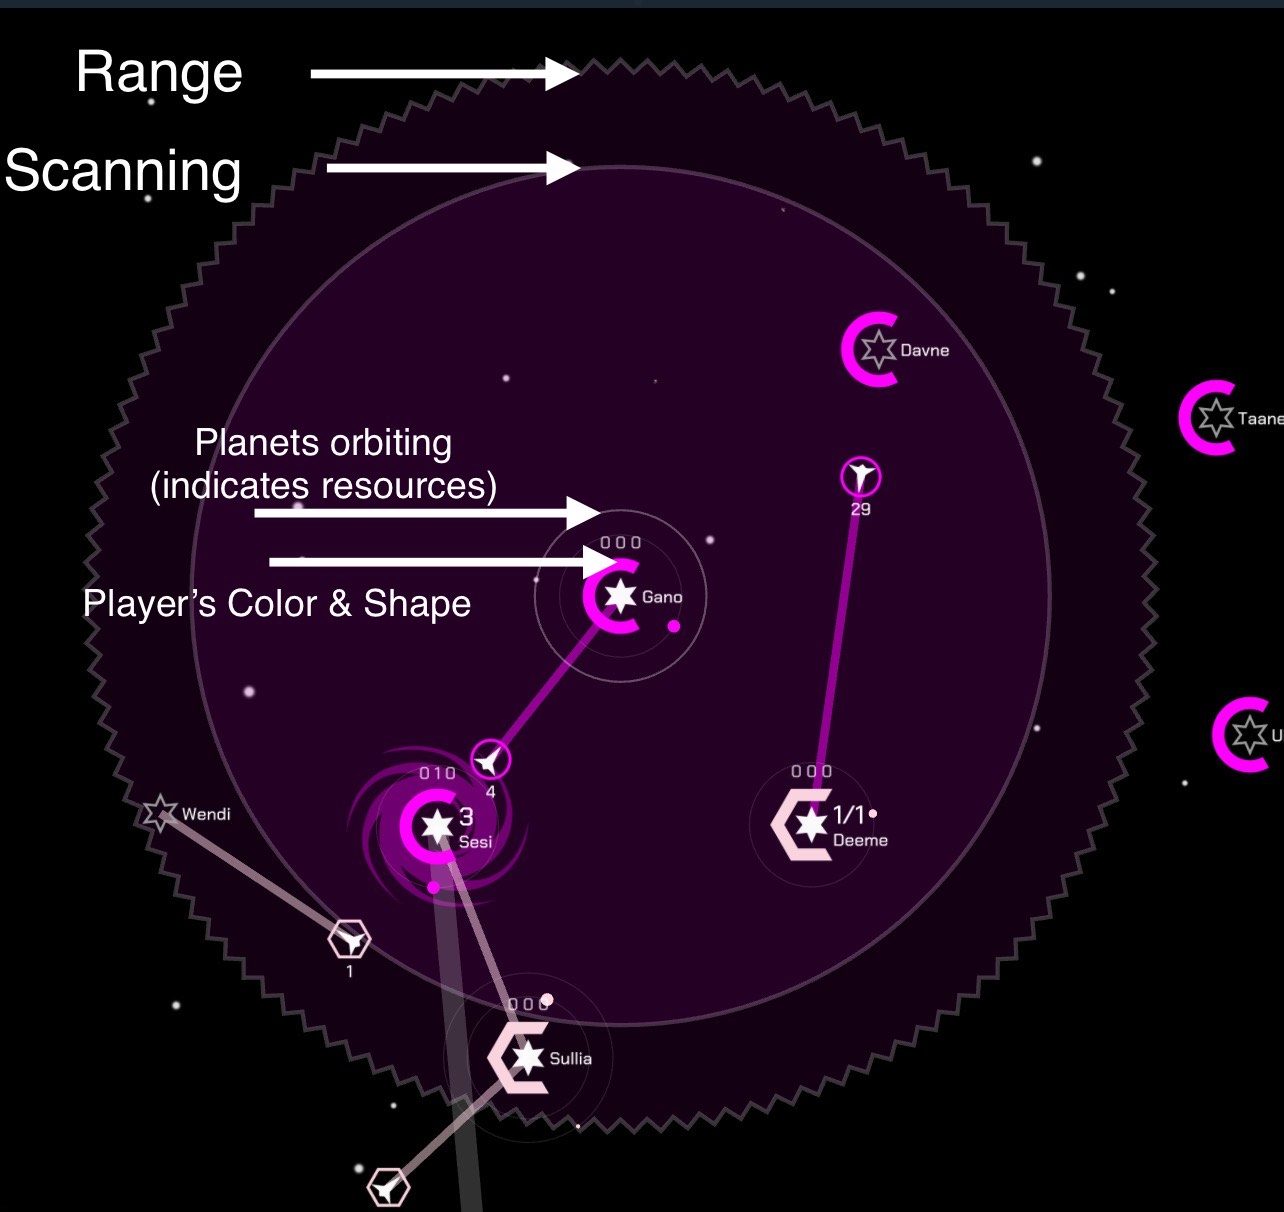 Range
Scanning
Davne
Taane
Planets orbiting
(indicates resources)
29
000
Gano
Player's Color & Shape
U
010
4
3
Sesi
000
1/1
Deeme
Wendi
1
000
Sullia